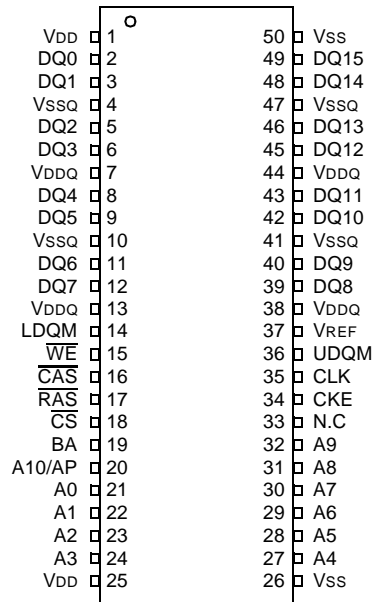 VDD 1 50 VSS
DQ0 2 49 DQ15
DQ1 3 48 DQ14
VSSQ 4 47 VSSQ
DQ2 5 46 DQ13
DQ3 6 45 DQ12
VDDQ 7 44 VDDQ
DQ4 8 43 DQ11
DQ5 9 42 DQ10
VSSQ 10 41 VSSQ
DQ6 11 40 DQ9
DQ7 12 39 DQ8
VDDQ 13 38 VDDQ
LDQM 14 37 VREF
W̅E̅ 15 36 UDQM
C̅A̅S̅ 16 35 CLK
R̅A̅S̅ 17 34 CKE
C̅S̅ 18 33 N.C
BA 19 32 A9
A10/AP 20 31 A8
A0 21 30 A7
A1 22 29 A6
A2 23 28 A5
A3 24 27 A4
VDD 25 26 VSS